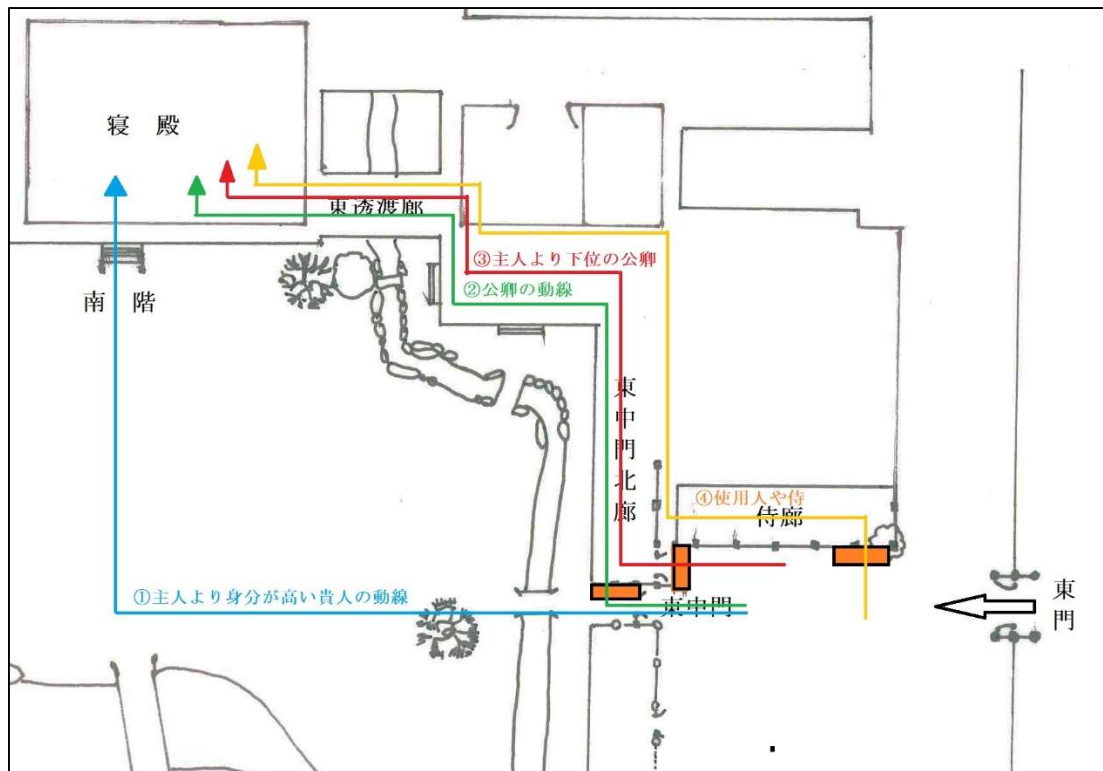 寝殿
東透渡廊
③主人より下位の公卿
南階
②公卿の動線
東中門北廊
④使用人や侍
侍廊
①主人より身分が高い貴人の動線
東中門
東門